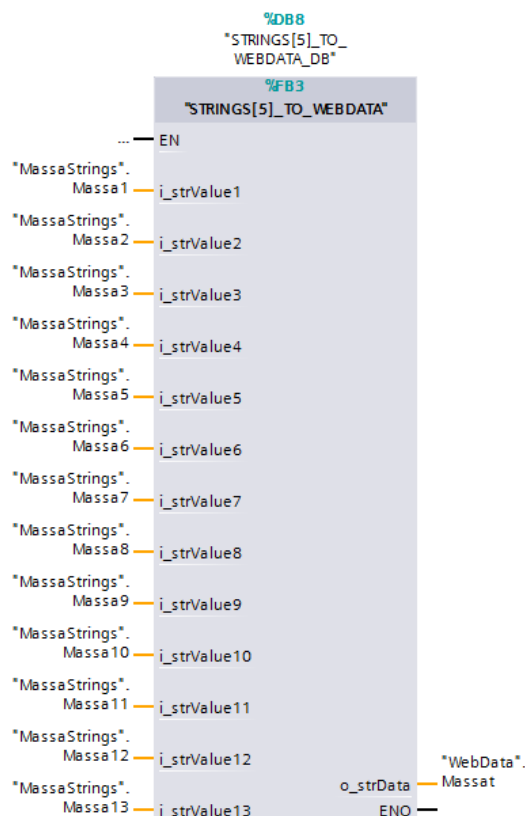 %DB8
"STRINGS[5]_TO_
WEBDATA_DB"
%FB3
"STRINGS[5]_TO_WEBDATA"
... EN
"MassaStrings".
Massa1 i_strValue1
"MassaStrings".
Massa2 i_strValue2
"MassaStrings".
Massa3 i_strValue3
"MassaStrings".
Massa4 i_strValue4
"MassaStrings".
Massa5 i_strValue5
"MassaStrings".
Massa6 i_strValue6
"MassaStrings".
Massa7 i_strValue7
"MassaStrings".
Massa8 i_strValue8
"MassaStrings".
Massa9 i_strValue9
"MassaStrings".
Massa10 i_strValue10
"MassaStrings".
Massa11 i_strValue11
"MassaStrings".
Massa12 i_strValue12
"WebData".
o_strData Massat
"MassaStrings".
Massa13 i_strValue13 ENO